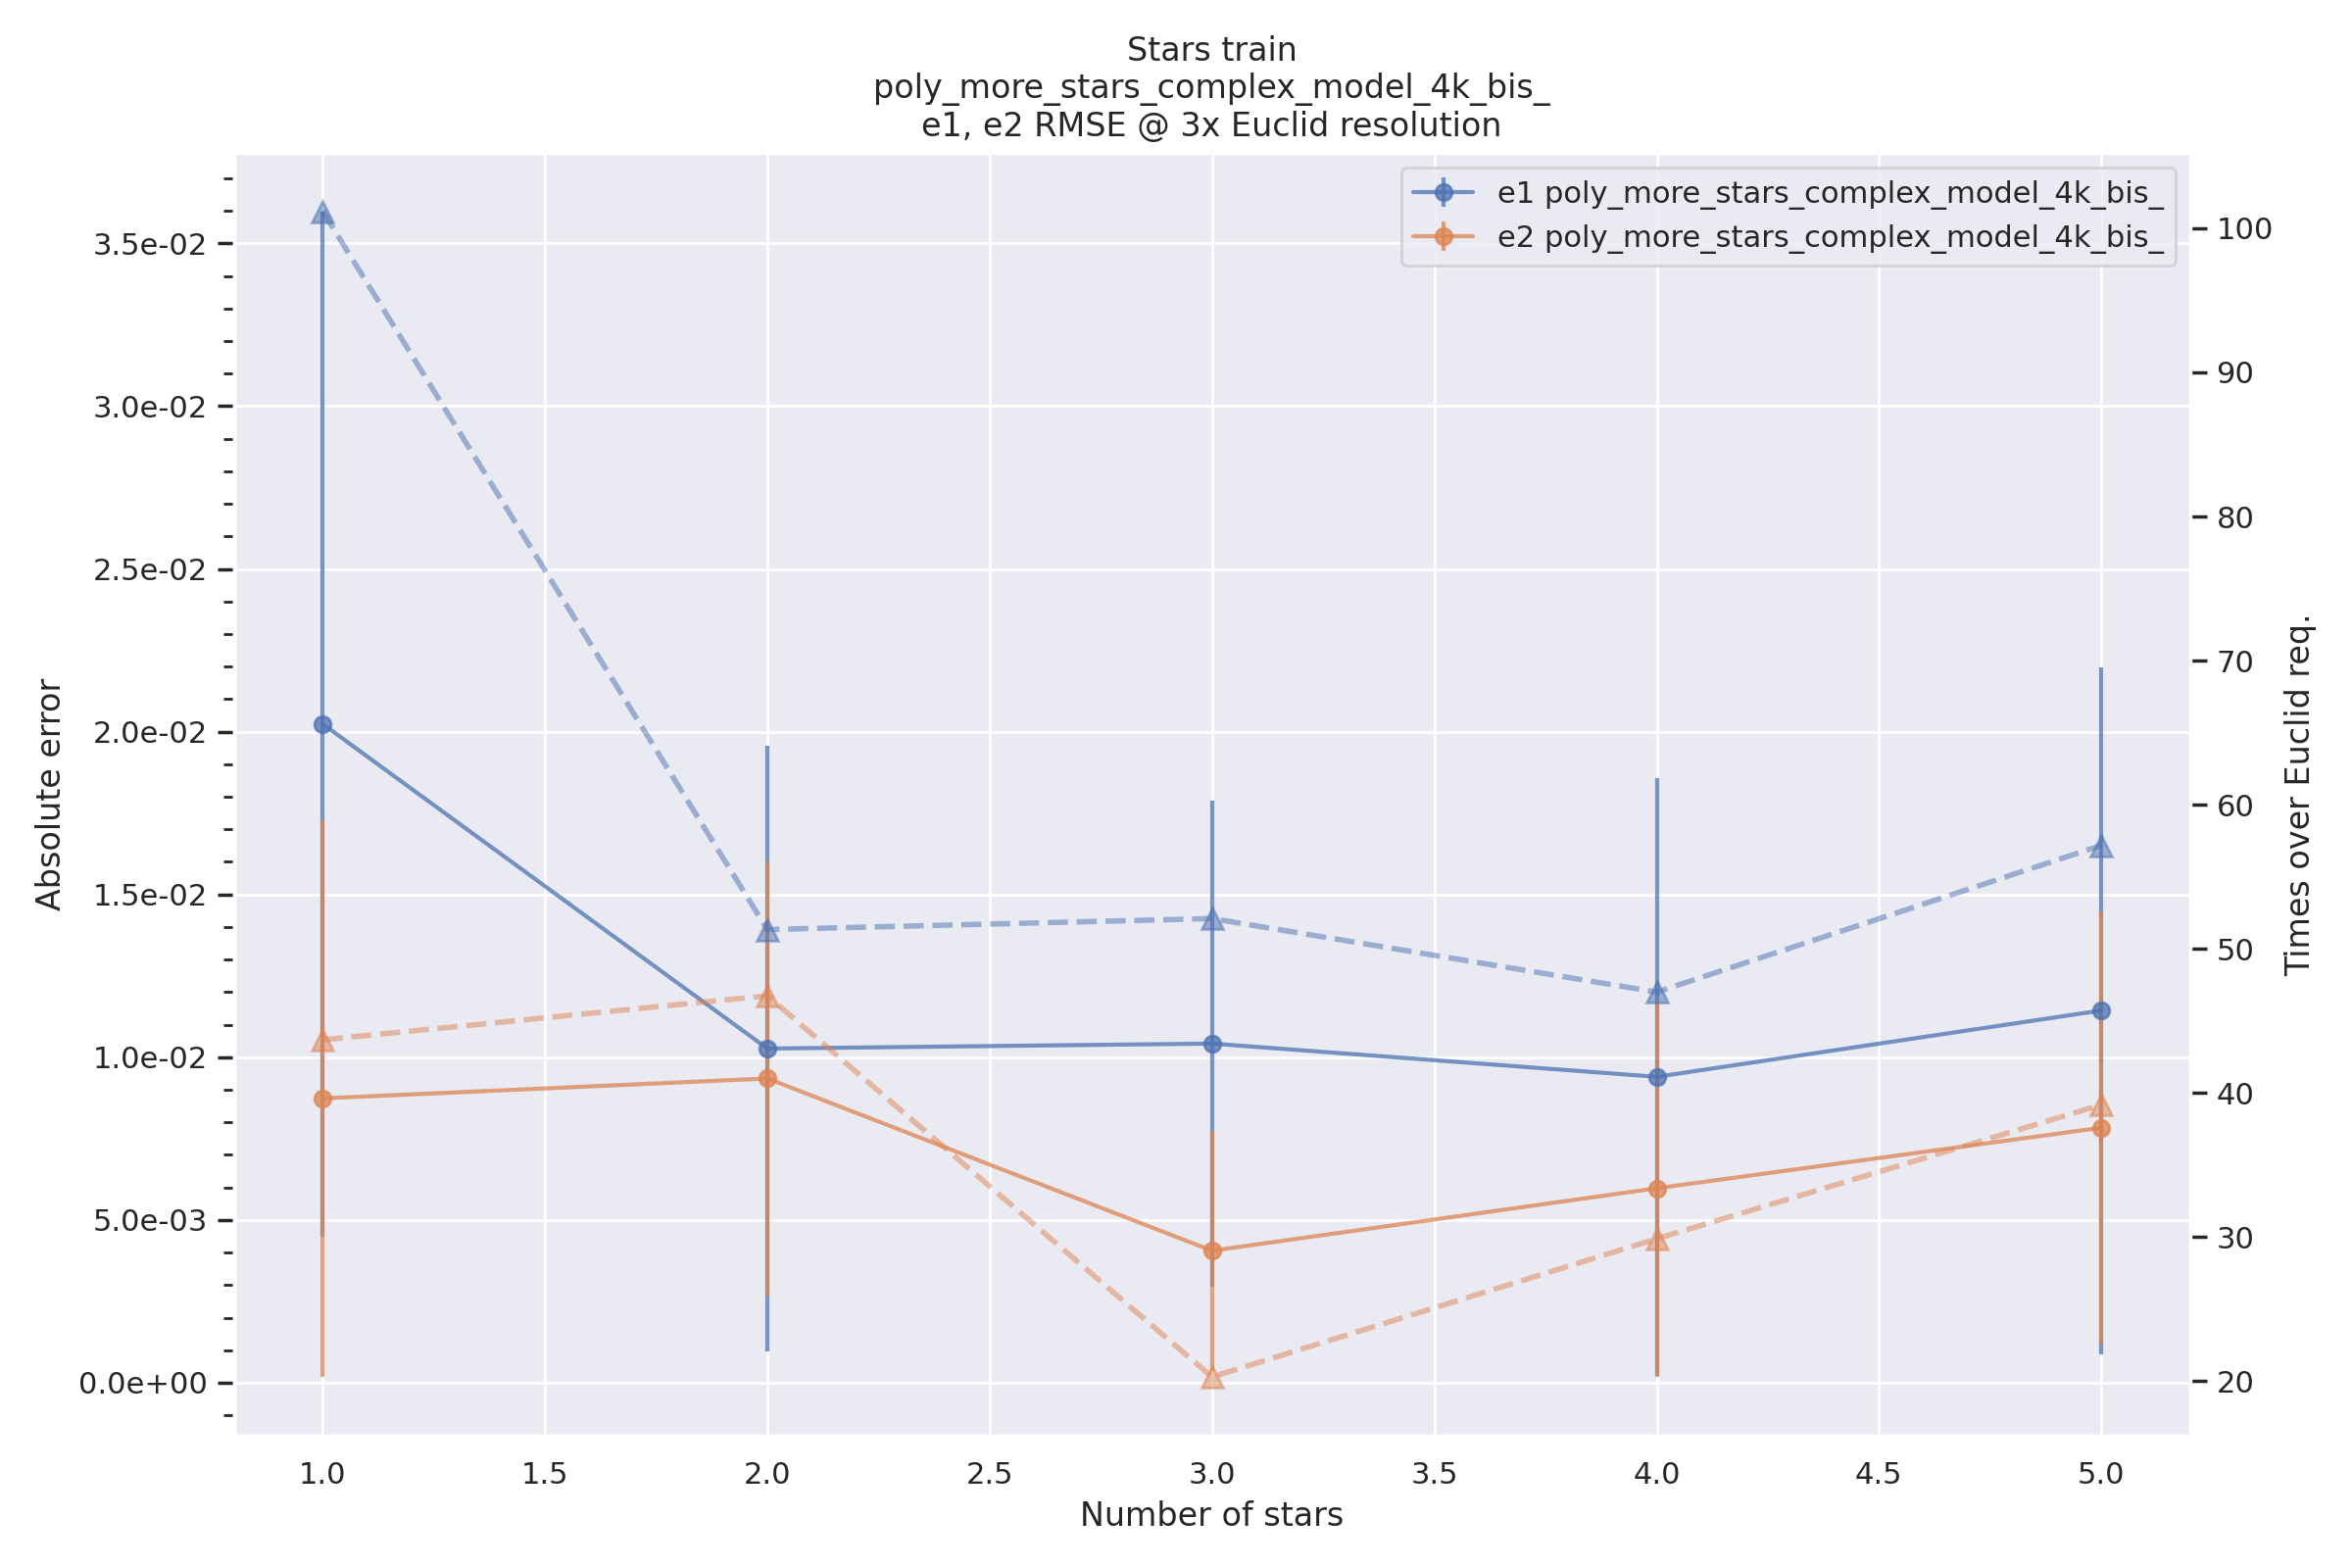 Stars train
poly_more_stars_complex_model_4k_bis_
e1, e2 RMSE @ 3x Euclid resolution
e1 poly_more_stars_complex_model_4k_bis_
e2 poly_more_stars_complex_model_4k_bis_
Absolute error
3.5e-02
3.0e-02
2.5e-02
2.0e-02
1.5e-02
1.0e-02
5.0e-03
0.0e+00
100
90
80
70
60
50
40
30
20
Times over Euclid req.
1.0 1.5 2.0 2.5 3.0 3.5 4.0 4.5 5.0
Number of stars